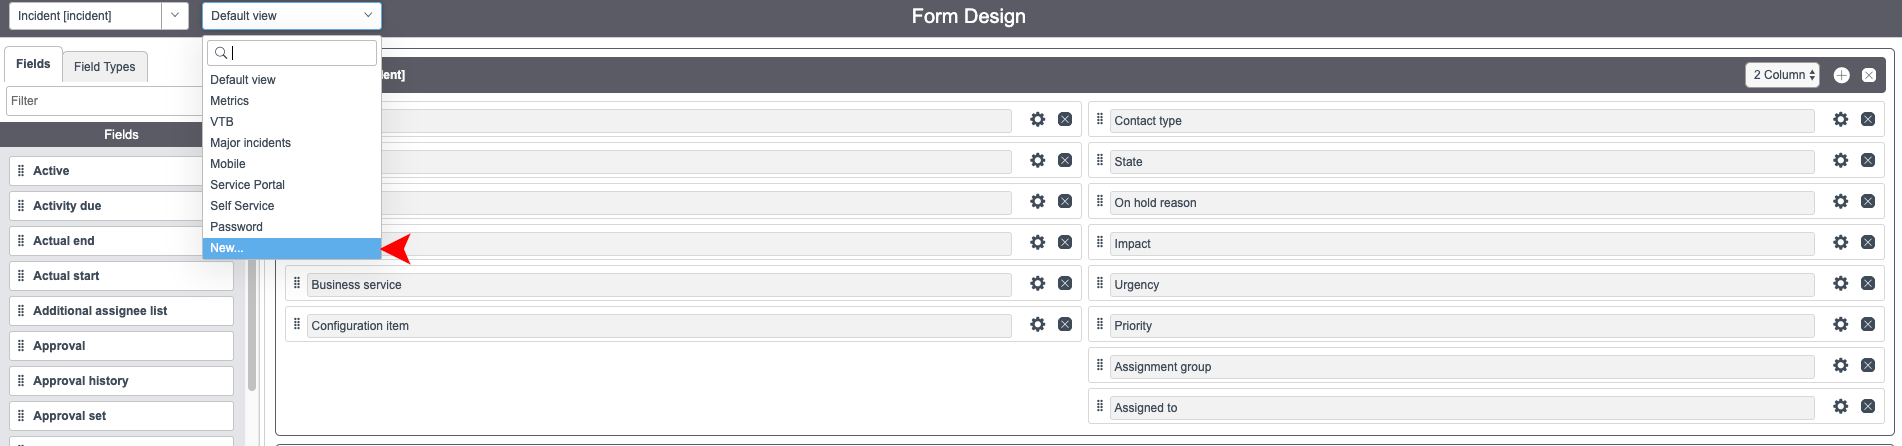 Incident [incident]
Default view
Form Design
Fields
Field Types
Filter
Fields
Active
Activity due
Actual end
Actual start
Additional assignee list
Approval
Approval history
Approval set
Default view
Metrics
VTB
Major incidents
Mobile
Service Portal
Self Service
Password
New...
ent]
2 Column
Business service
Configuration item
Contact type
State
On hold reason
Impact
Urgency
Priority
Assignment group
Assigned to